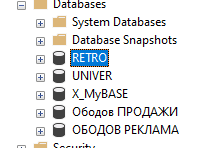 Databases
System Databases
Database Snapshots
RETRO
UNIVER
X_MyBASE
Ободов ПРОДАЖИ
ОБОДОВ РЕКЛАМА
Security